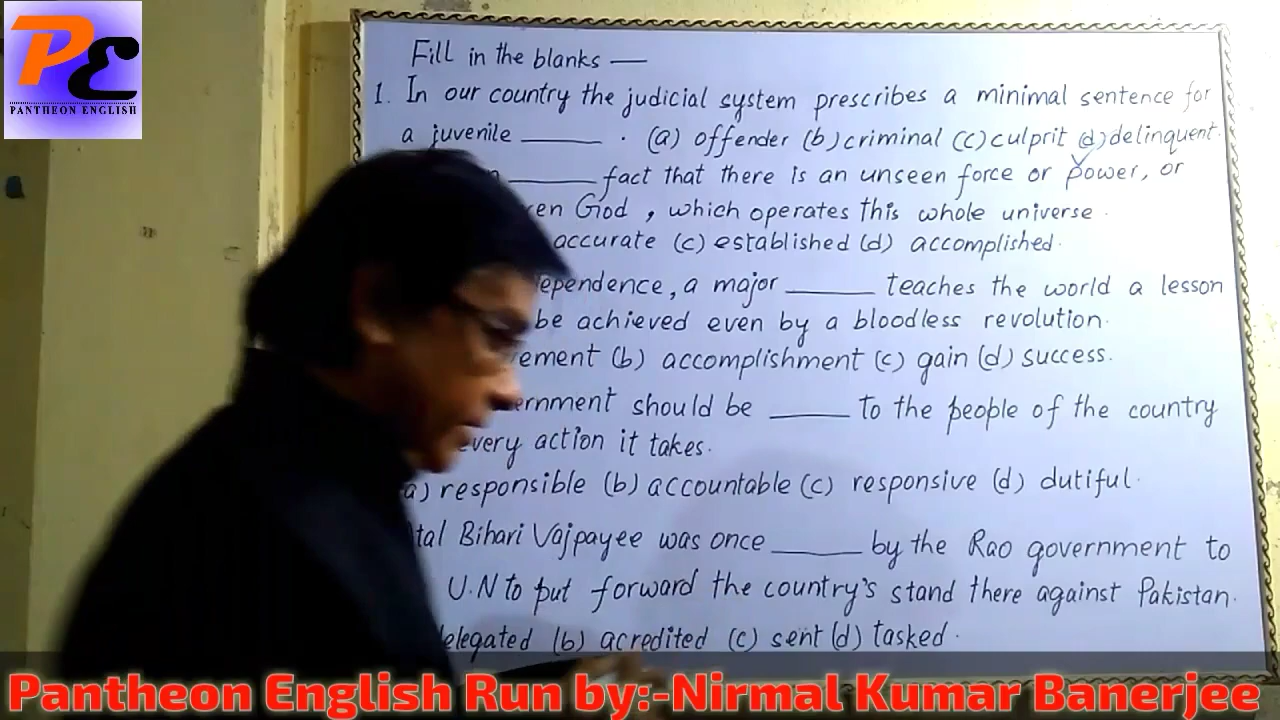 PE
PANTHEON ENGLISH
Fill in the blanks —
1. In our country the judicial system prescribes a minimal sentence for
a juvenile ______ . (a) offender (b) criminal (c) culprit (d) delinquent.
______ fact that there is an unseen force or power, or
God , which operates this whole universe .
accurate (c) established (d) accomplished.
ependence, a major ______ teaches the world a lesson
be achieved even by a bloodless revolution.
ement (b) accomplishment (c) gain (d) success.
ernment should be ______ to the people of the country
every action it takes.
a) responsible (b) accountable (c) responsive (d) dutiful.
tal Bihari Vajpayee was once ______ by the Rao government to
U.N to put forward the country's stand there against Pakistan.
elegated (b) acredited (c) sent (d) tasked.
Pantheon English Run by:-Nirmal Kumar Banerjee